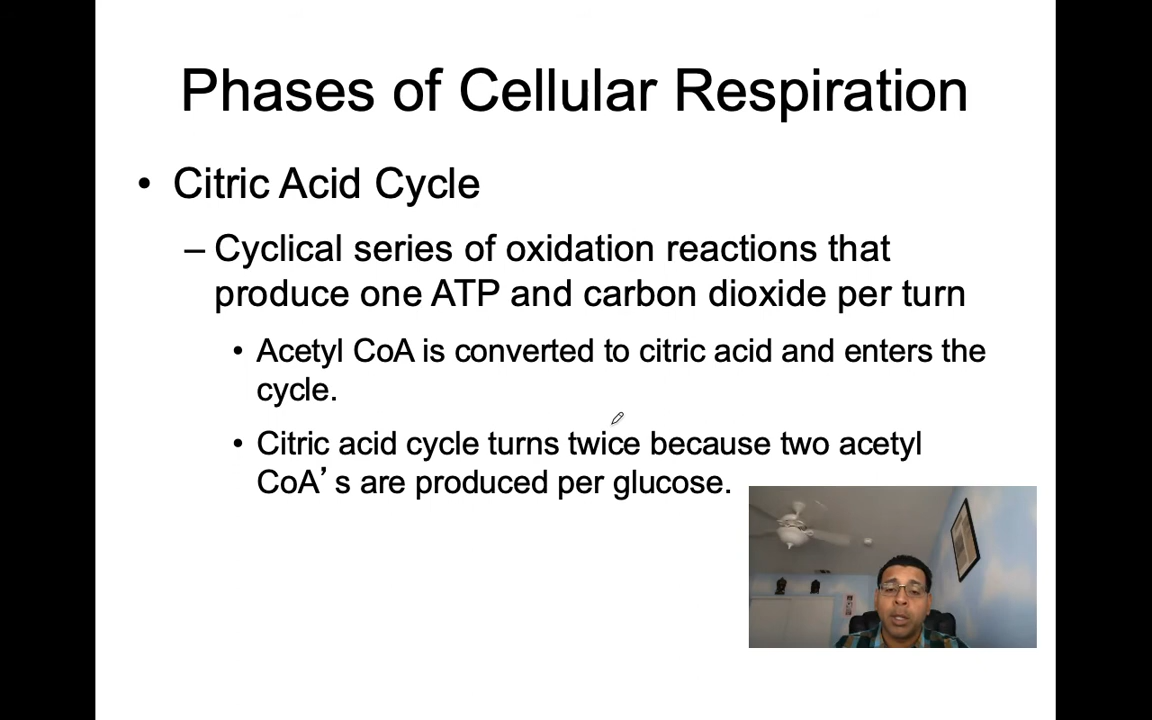 Phases of Cellular Respiration
• Citric Acid Cycle
– Cyclical series of oxidation reactions that
produce one ATP and carbon dioxide per turn
• Acetyl CoA is converted to citric acid and enters the
cycle.
• Citric acid cycle turns twice because two acetyl
CoA’ s are produced per glucose.